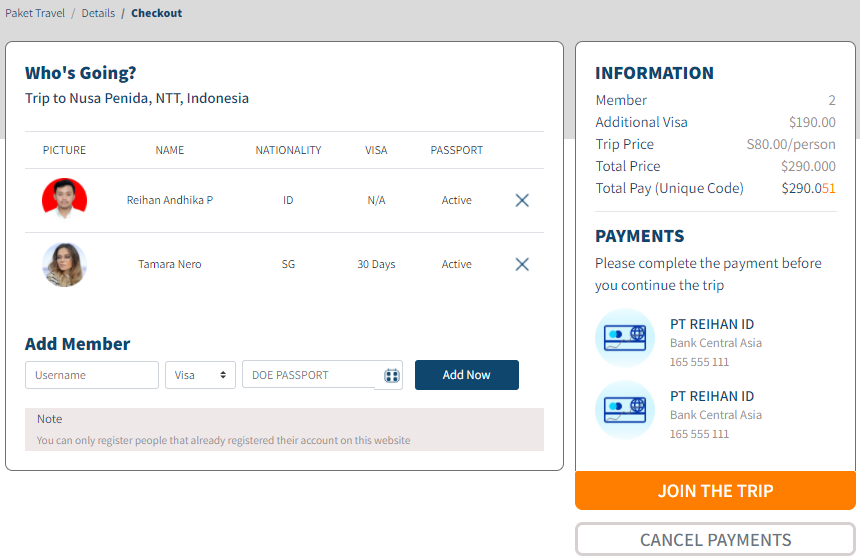 Paket Travel / Details / Checkout
Who's Going?
Trip to Nusa Penida, NTT, Indonesia
PICTURE NAME NATIONALITY VISA PASSPORT
Reihan Andhika P ID N/A Active
Tamara Nero SG 30 Days Active
Add Member
Username Visa DOE PASSPORT Add Now
Note
You can only register people that already registered their account on this website
INFORMATION
Member 2
Additional Visa $190.00
Trip Price S80.00/person
Total Price $290.000
Total Pay (Unique Code) $290.051
PAYMENTS
Please complete the payment before
you continue the trip
PT REIHAN ID
Bank Central Asia
165 555 111
PT REIHAN ID
Bank Central Asia
165 555 111
JOIN THE TRIP
CANCEL PAYMENTS